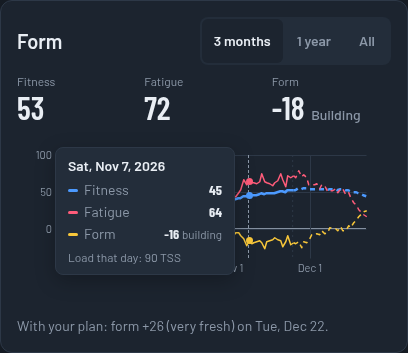 Form
3 months 1 year All
Fitness Fatigue Form
53 72 -18 Building
100
50
0
Sat, Nov 7, 2026
Fitness 45
Fatigue 64
Form -16 building
Load that day: 90 TSS
v 1 Dec 1
With your plan: form +26 (very fresh) on Tue, Dec 22.